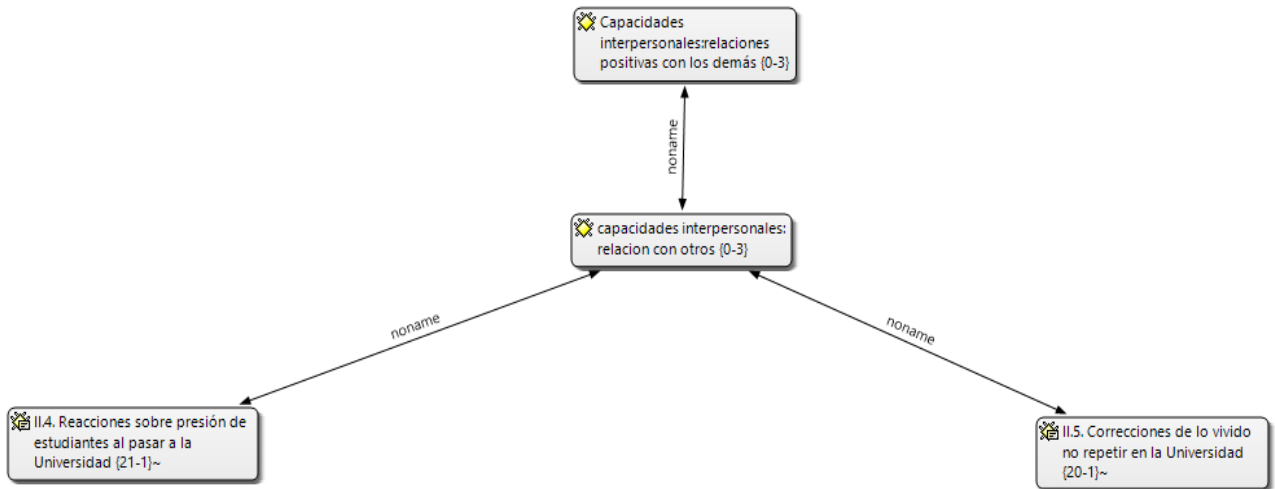 Capacidades
interpersonales:relaciones
positivas con los demás {0-3}
noname
capacidades interpersonales:
relacion con otros {0-3}
noname
noname
II.4. Reacciones sobre presión de
estudiantes al pasar a la
Universidad {21-1}~
II.5. Correcciones de lo vivido
no repetir en la Universidad
{20-1}~